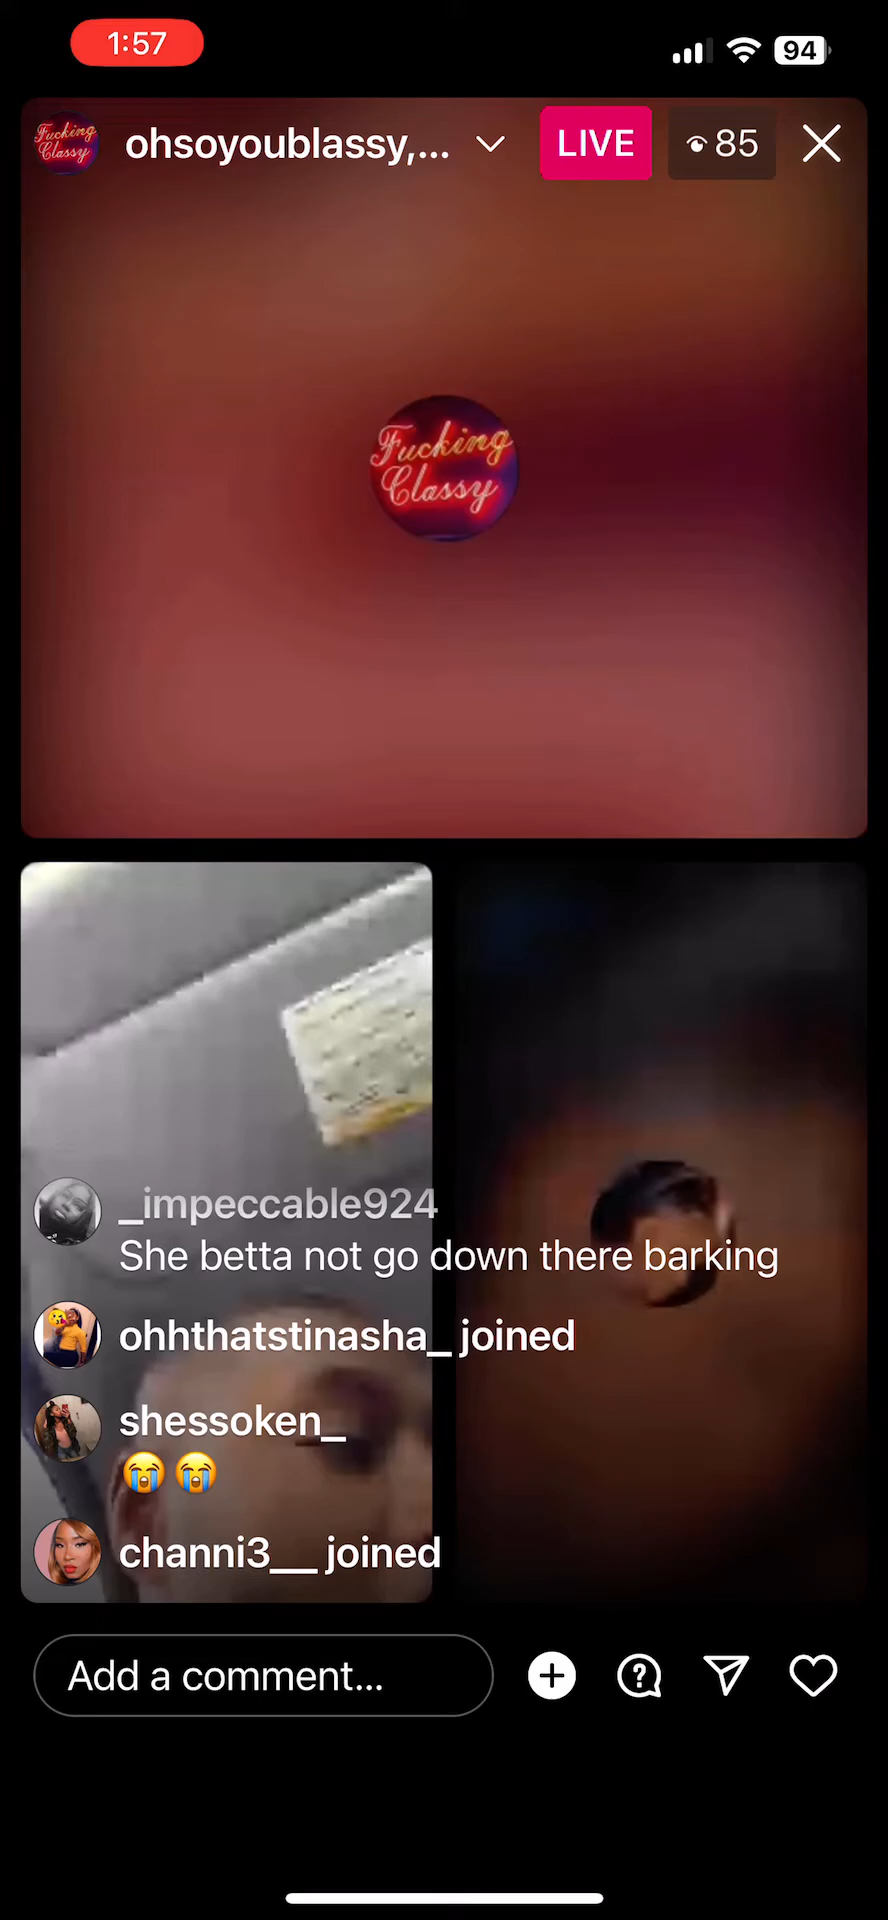 1:57
94
Fucking
Classy
ohsoyoublassy,...
LIVE
85
Fucking
Classy
_impeccable924
She betta not go down there barking
ohhthatstinasha_ joined
shessoken_
😭😭
channi3__ joined
Add a comment...